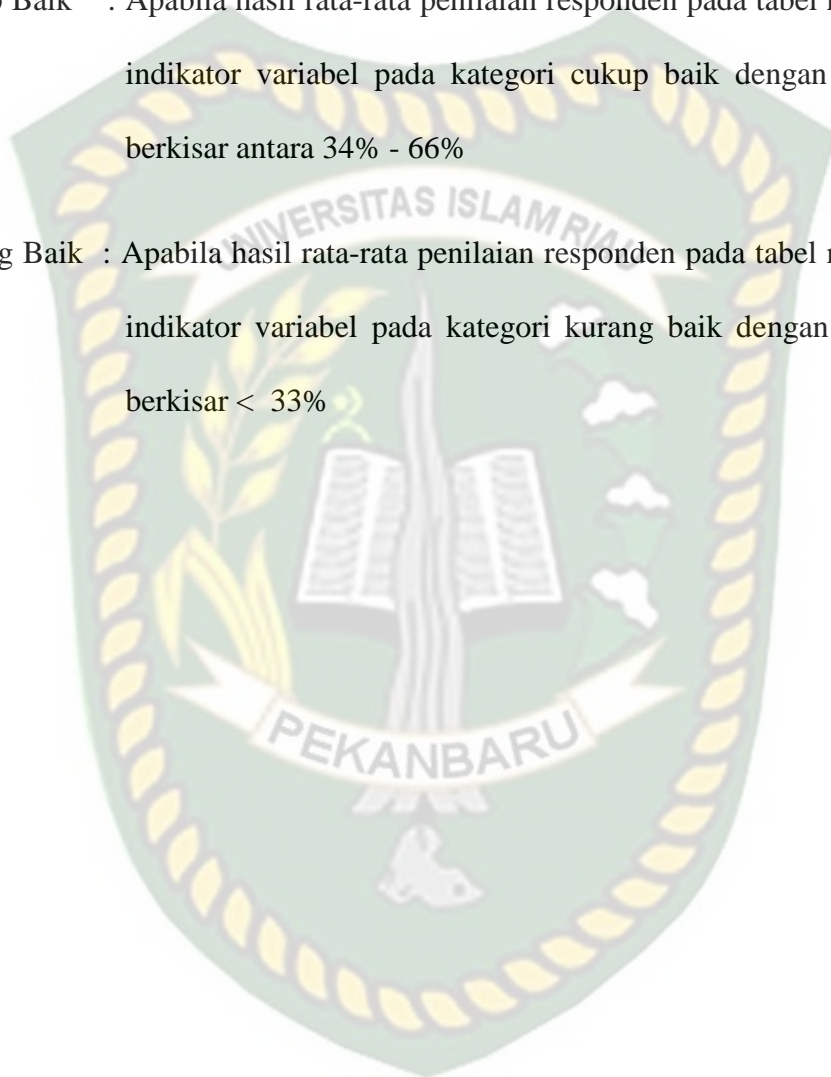 Baik : Apabila hasil rata-rata penilaian responden pada tabel
indikator variabel pada kategori cukup baik dengan
berkisar antara 34% - 66%
UNIVERSITAS ISLAM RIAU
Baik : Apabila hasil rata-rata penilaian responden pada tabel
indikator variabel pada kategori kurang baik dengan
berkisar < 33%
PEKANBARU